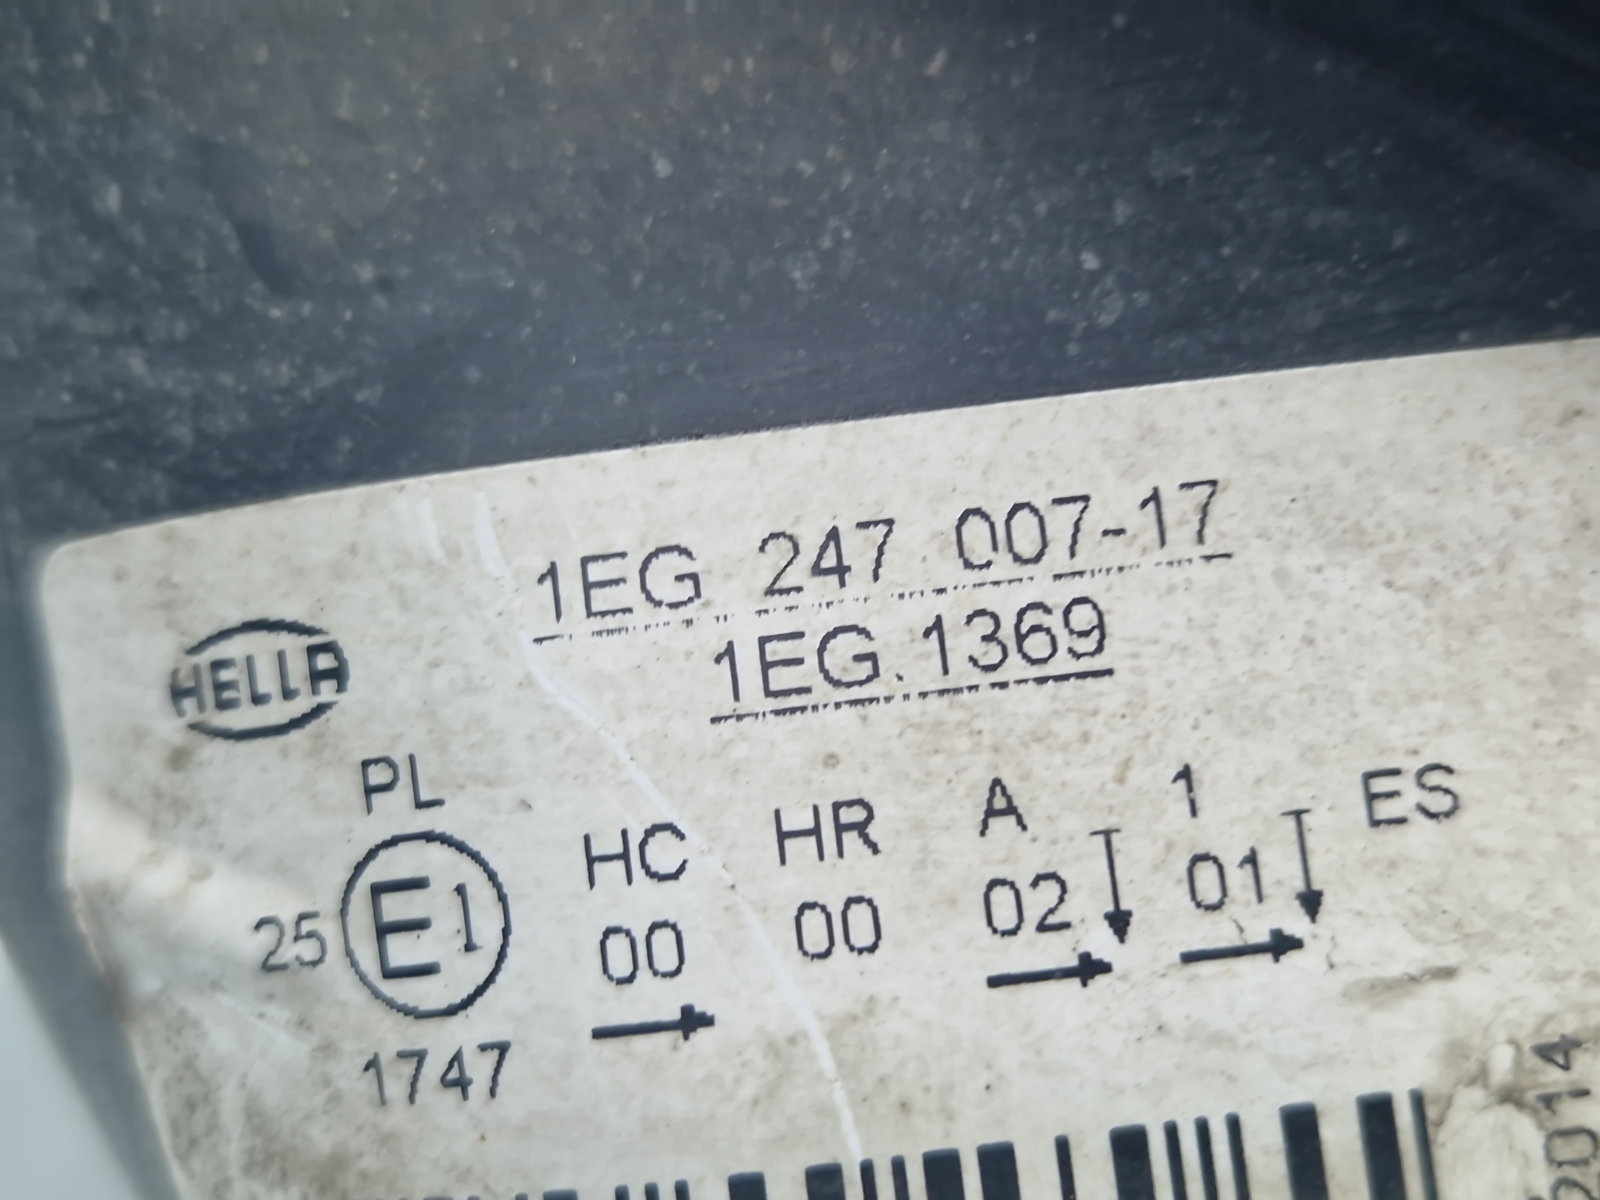 1EG 247 007-17
1EG.1369
HELLA
PL
HC HR A 1 ES
25 E1 00 00 02 01
1747
2014